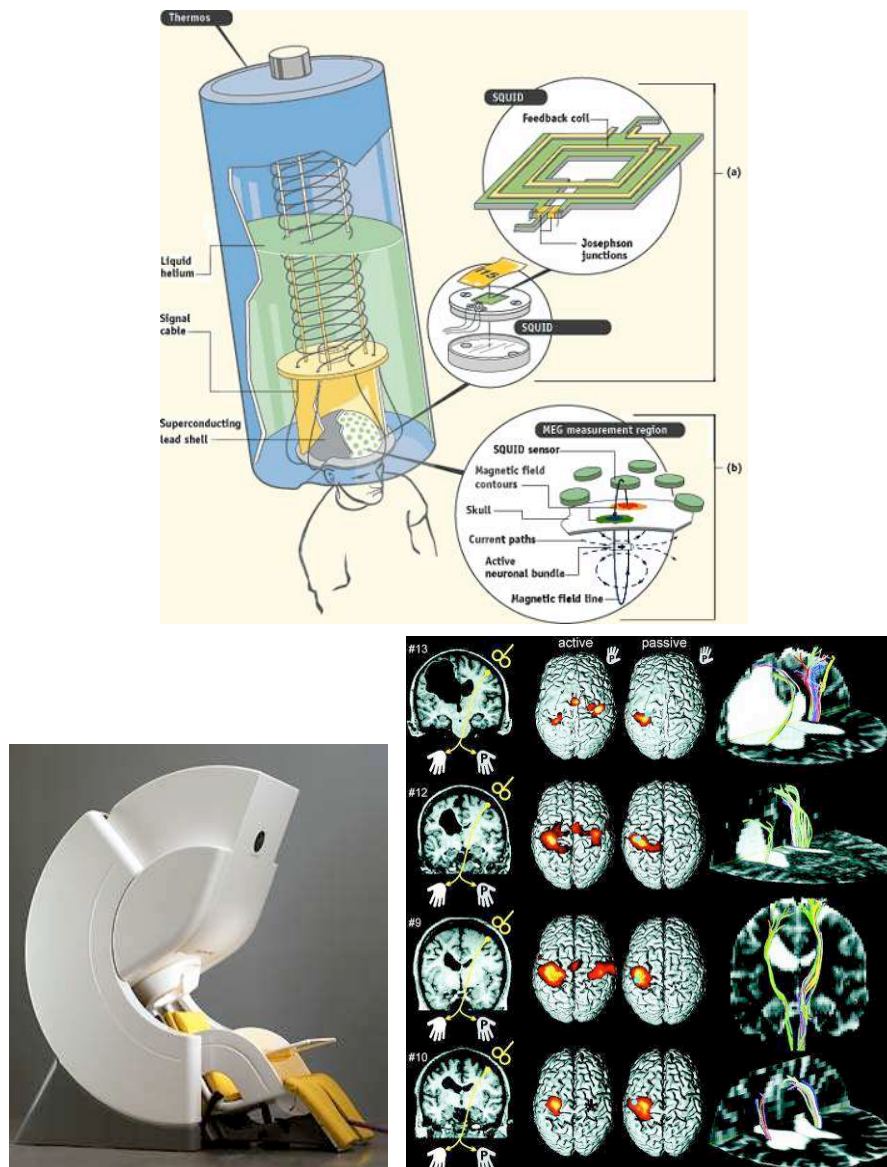 Thermos
SQUID
Feedback coil
(a)
Josephson
junctions
Liquid
helium
115
Signal
cable
SQUID
Superconducting
lead shell
MEG measurement region
SQUID sensor
(b)
Magnetic field
contours
Skull
Current paths
Active
neuronal bundle
Magnetic field line
#13
active
passive
P
P
P
#12
P
#9
P
#10
P